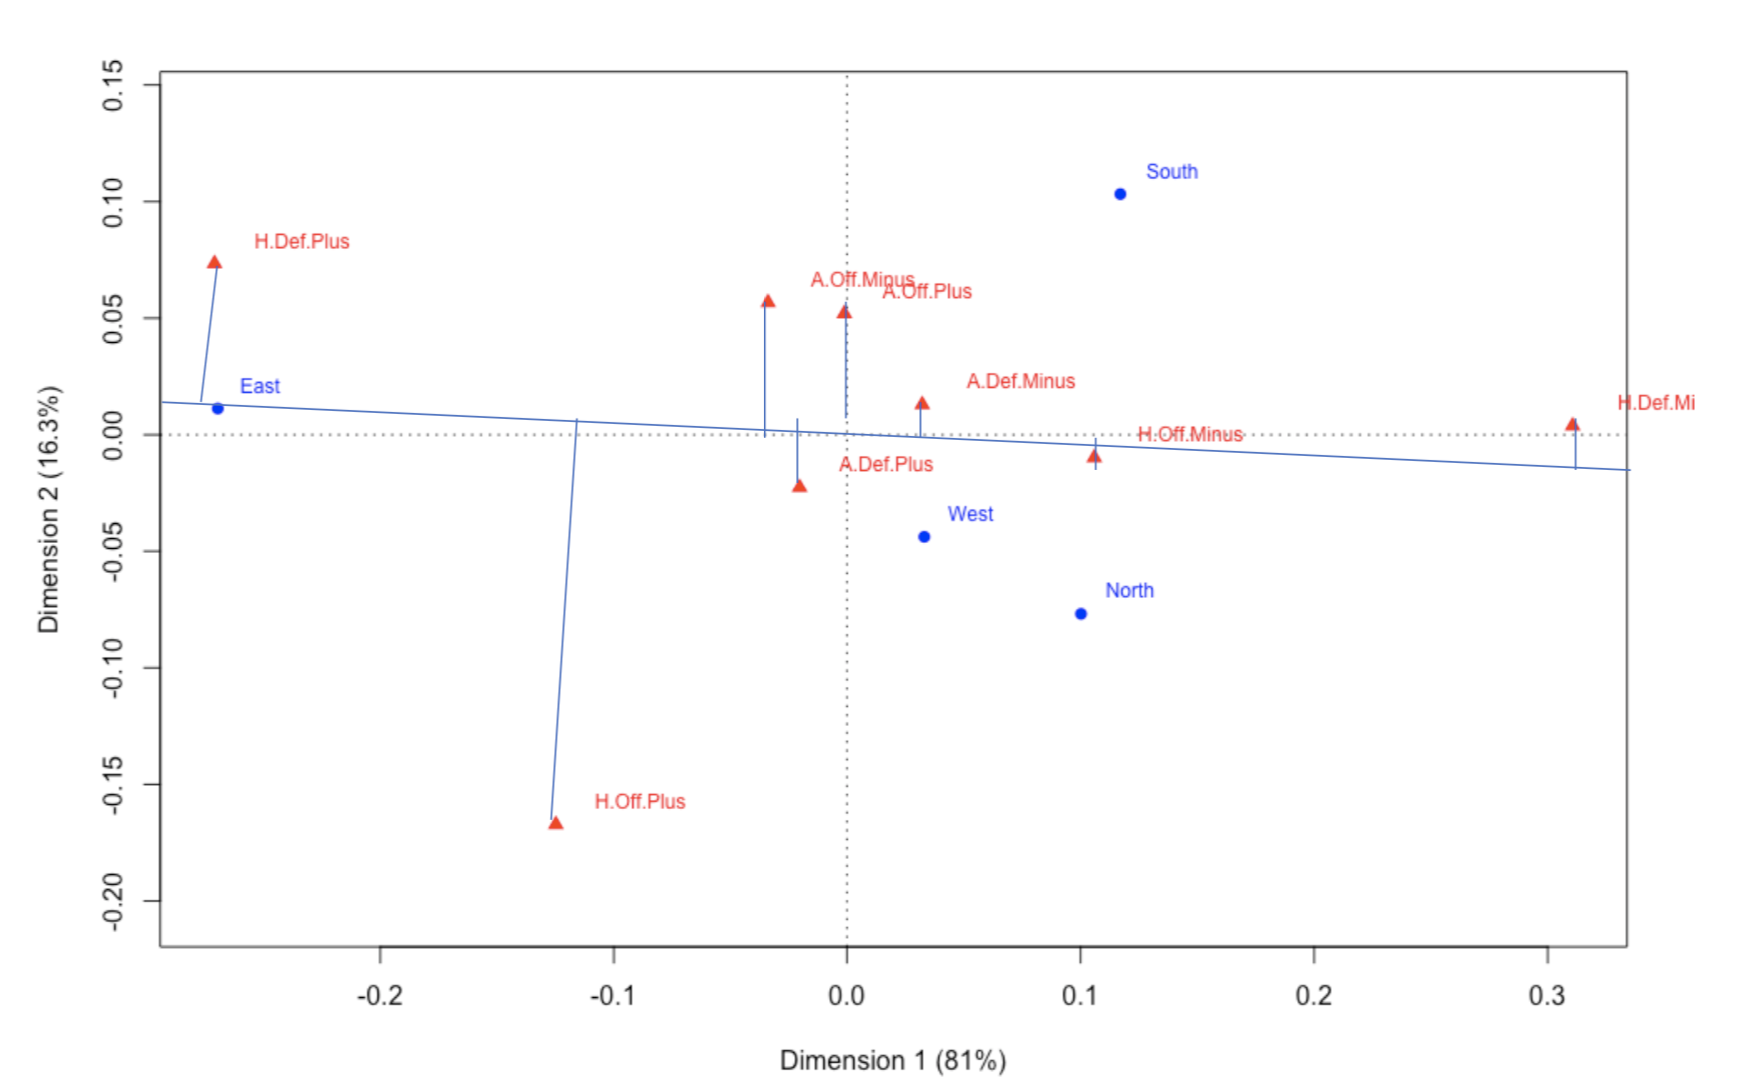 0.15
0.10
0.05
0.00
-0.05
-0.10
-0.15
-0.20
Dimension 2 (16.3%)
South
H.Def.Plus
A.Off.Minus
A.Off.Plus
East
A.Def.Minus
H.Def.Mi
H.Off.Minus
A.Def.Plus
West
North
H.Off.Plus
-0.2
-0.1
0.0
0.1
0.2
0.3
Dimension 1 (81%)